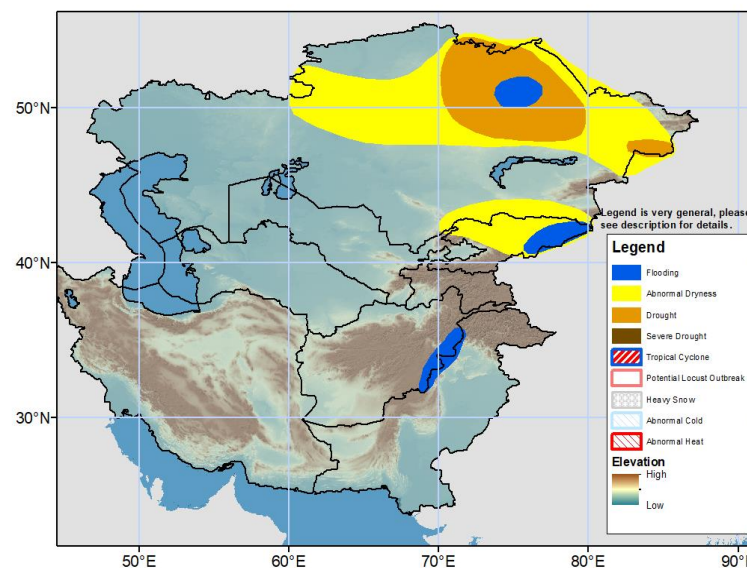 50°N
40°N
30°N
50°E
60°E
70°E
80°E
90°
Legend is very general, please
see description for details.
Legend
Flooding
Abnormal Dryness
Drought
Severe Drought
Tropical Cyclone
Potential Locust Outbreak
Heavy Snow
Abnormal Cold
Abnormal Heat
Elevation
High
Low